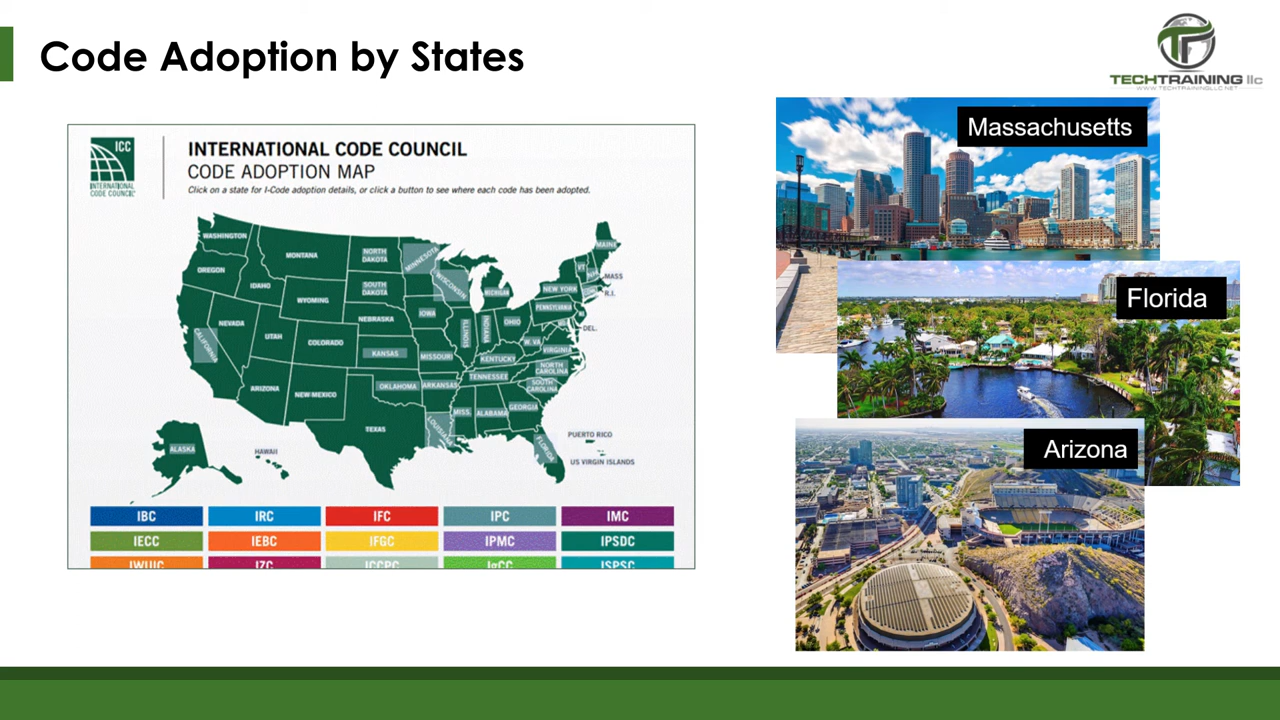 Code Adoption by States
TECHTRAINING llc
WWW.TECHTRAININGLLC.NET
ICC
INTERNATIONAL
CODE COUNCIL
INTERNATIONAL CODE COUNCIL
CODE ADOPTION MAP
Click on a state for I-Code adoption details, or click a button to see where each code has been adopted.
WASHINGTON
MONTANA
NORTH
DAKOTA
MINNESOTA
MAINE
OREGON
IDAHO
WYOMING
SOUTH
DAKOTA
WISCONSIN
MICHIGAN
NEW YORK
VT
MASS
R.I.
NEVADA
UTAH
COLORADO
NEBRASKA
IOWA
ILLINOIS
INDIANA
OHIO
PENNSYLVANIA
DEL.
CALIFORNIA
KANSAS
MISSOURI
KENTUCKY
W. VA
VIRGINIA
ARIZONA
NEW MEXICO
OKLAHOMA
ARKANSAS
TENNESSEE
NORTH
CAROLINA
SOUTH
CAROLINA
TEXAS
LOUISIANA
MISS.
ALABAMA
GEORGIA
FLORIDA
ALASKA
HAWAII
PUERTO RICO
US VIRGIN ISLANDS
IBC
IRC
IFC
IPC
IMC
IECC
IEBC
IFGC
IPMC
IPSDC
IWUIC
IZC
ICCPC
IgCC
ISPSC
Massachusetts
Florida
Arizona